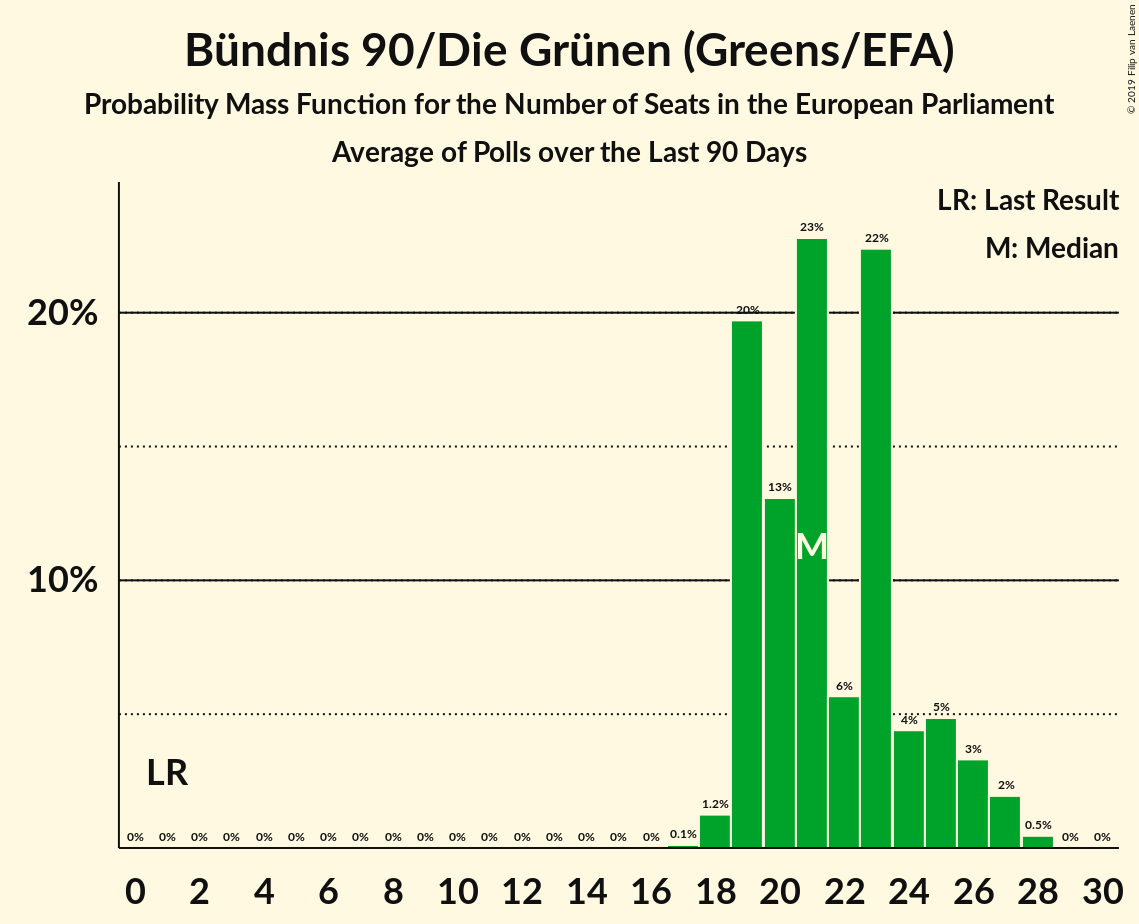 Bündnis 90/Die Grünen (Greens/EFA)
Probability Mass Function for the Number of Seats in the European Parliament
Average of Polls over the Last 90 Days
© 2019 Filip van Laenen
LR: Last Result
M: Median
23%
22%
20%
20%
13%
M
10%
6%
5%
4%
3%
LR
2%
1.2%
0.5%
0% 0% 0% 0% 0% 0% 0% 0% 0% 0% 0% 0% 0% 0% 0% 0% 0% 0.1% 0% 0%
0 2 4 6 8 10 12 14 16 18 20 22 24 26 28 30